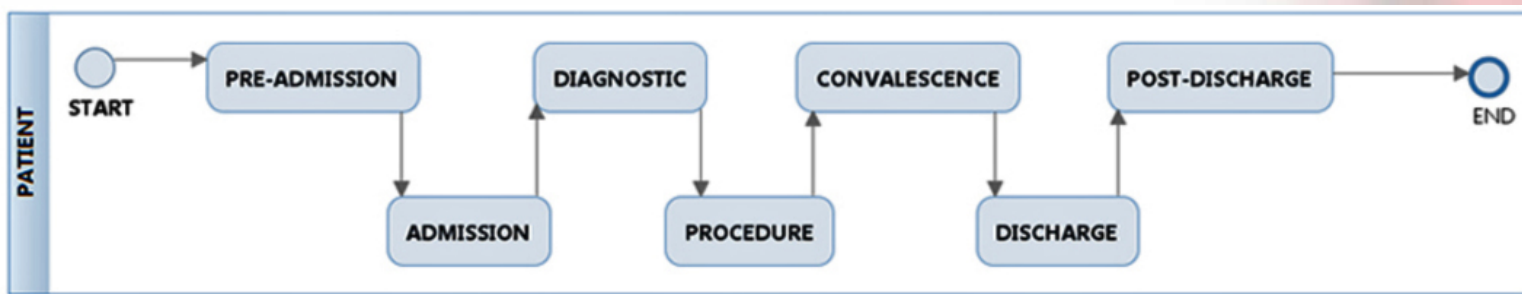 PATIENT
START
PRE-ADMISSION
ADMISSION
DIAGNOSTIC
PROCEDURE
CONVALESCENCE
DISCHARGE
POST-DISCHARGE
END